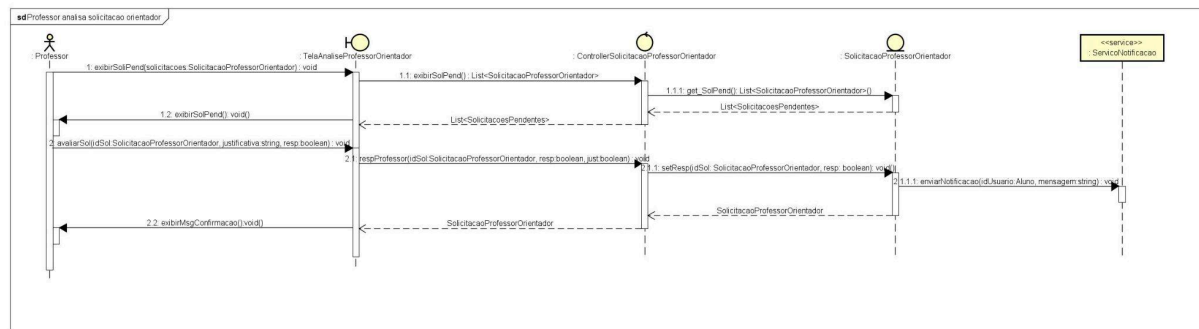 sd Professor analisa solicitacao orientador
: Professor
: TelaAnaliseProfessorOrientador
: ControllerSolicitacaoProfessorOrientador
: SolicitacaoProfessorOrientador
<<service>>
: ServicoNotificacao
1: exibirSoliPend(solicitacoes:SolicitacaoProfessorOrientador) : void
1.1: exibirSolPend() : List<SolicitacaoProfessorOrientador>
1.1.1: get_SolPend(): List<SolicitacaoProfessorOrientador>()
List<SolicitacoesPendentes>
1.2: exibirSolPend(): void()
List<SolicitacoesPendentes>
2: avaliarSol(idSol:SolicitacaoProfessorOrientador, justificativa:string, resp:boolean) : void
2.1: respProfessor(idSol:SolicitacaoProfessorOrientador, resp:boolean, just:boolean) : void
2.1.1: setResp(idSol: SolicitacaoProfessorOrientador, resp: boolean): void()
2.1.1.1: enviarNotificacao(idUsuario:Aluno, mensagem:string) : void
SolicitacaoProfessorOrientador
2.2: exibirMsgConfirmacao():void()
SolicitacaoProfessorOrientador